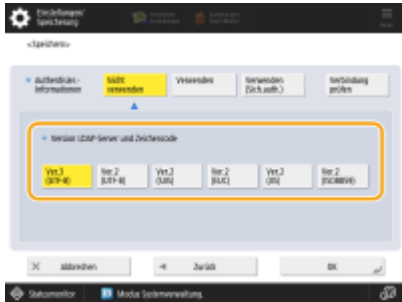 Einstellungen/
Speicherung
<Speichern>
Authentisier.-
Informationen
Nicht
verwenden
Verwenden
Verwenden
(Sich.auth.)
Verbindung
prüfen
Version LDAP-Server und Zeichencode
Ver.3
(UTF-8)
Ver.2
(UTF-8)
Ver.2
(JIS)
Ver.2
Ver.2
Ver.2
(ISO8859)
Abbrechen
Zurück
OK
Statusmonitor
Modus Systemverwaltung.